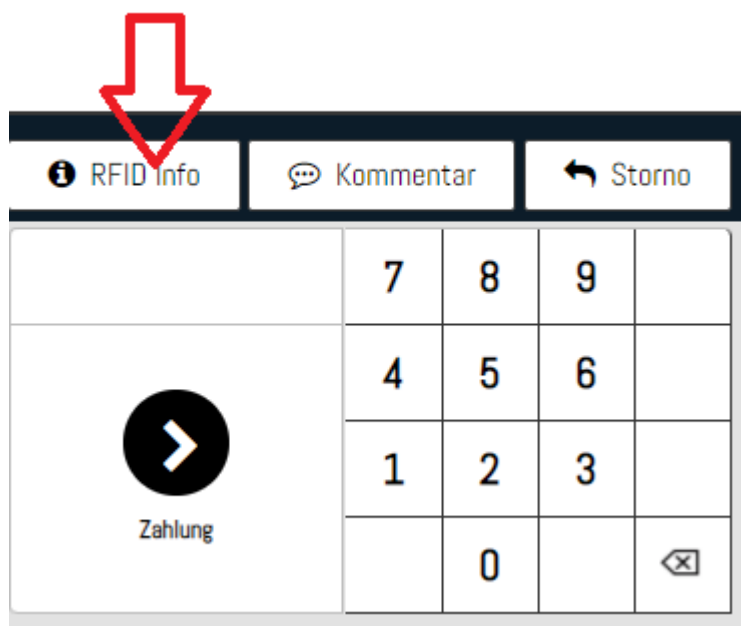 RFID Info
Kommentar
Storno
7 8 9
4 5 6
1 2 3
Zahlung
0